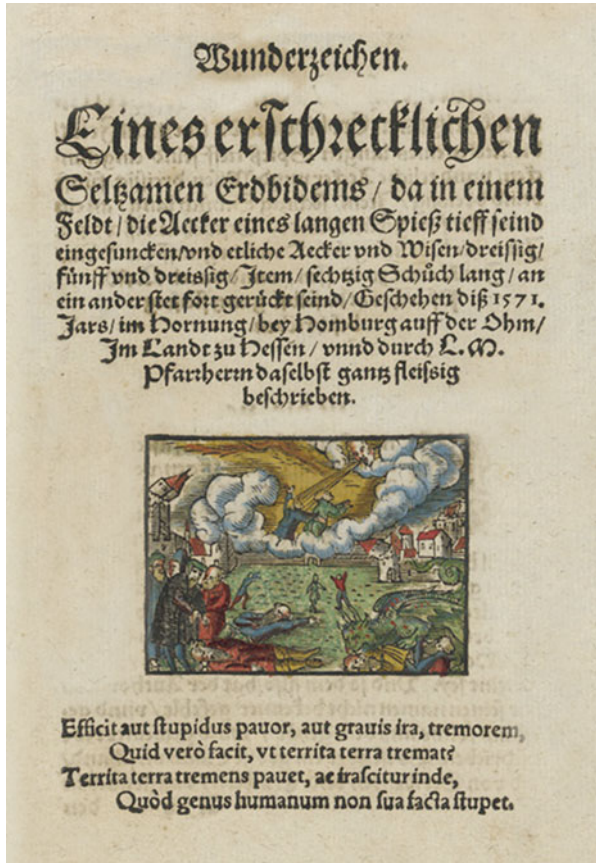 Wunderzeichen.
Eines erschrecklichen
Seltzamen Erdbidems / da in einem
Feldt / die Aecker eines langen Spieß tieff seind
eingesuncken/vnd etliche Aecker vnd Wisen/dreissig/
fünff vnd dreissig/Item/sechtzig Schůch lang/an
ein ander stet fort gerückt seind/Geschehen diß 1571.
Jars/im Hornung/bey Homburg auff der Ohm/
Im Landt zu Hessen / vnnd durch L. M.
Pfarrherrn daselbst gantz fleissig
beschrieben.
Efficit aut stupidus pavor, aut grauis ira, tremorem,
Quid verò facit, vt territa terra tremat?
Territa terra tremens pauet, ac irascitur inde,
Quòd genus humanum non sua facta stupet.